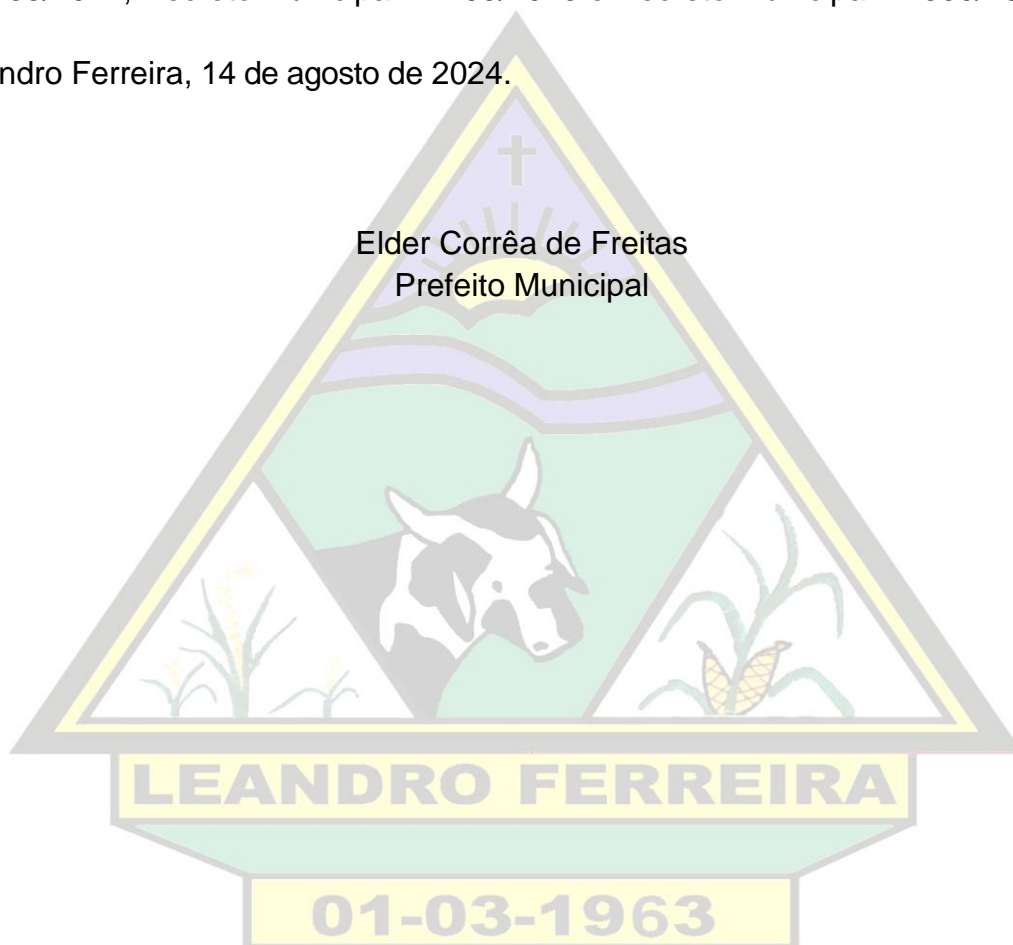 ndro Ferreira, 14 de agosto de 2024.
Elder Corrêa de Freitas
Prefeito Municipal
LEANDRO FERREIRA
01-03-1963